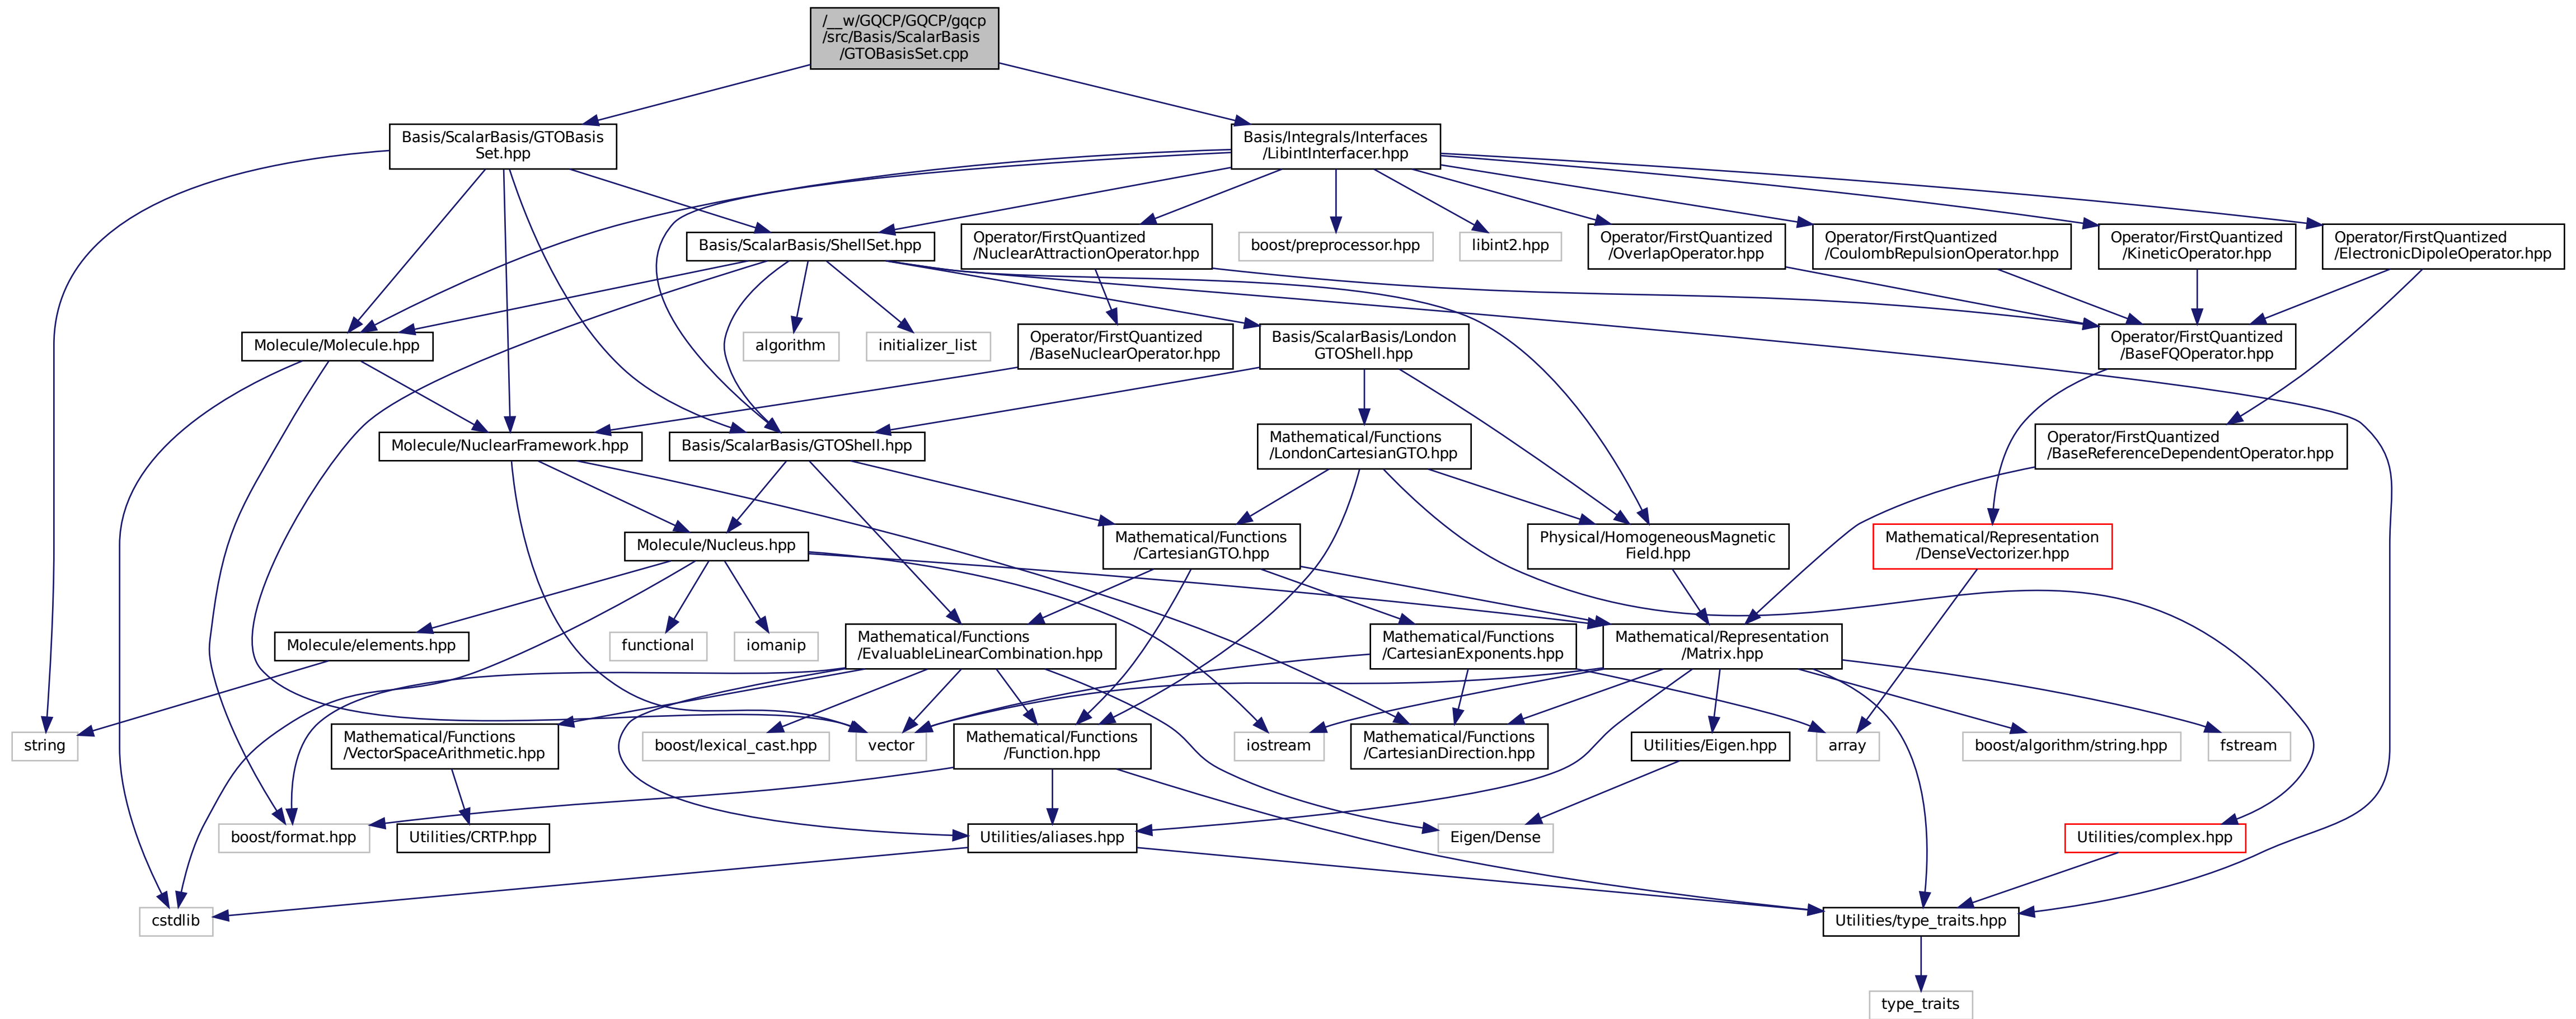 /__w/GQCP/GQCP/gqcp
/src/Basis/ScalarBasis
/GTOBasisSet.cpp
Basis/ScalarBasis/GTOBasis
Set.hpp
Basis/Integrals/Interfaces
/LibintInterfacer.hpp
Basis/ScalarBasis/ShellSet.hpp
Operator/FirstQuantized
/NuclearAttractionOperator.hpp
boost/preprocessor.hpp
libint2.hpp
Operator/FirstQuantized
/OverlapOperator.hpp
Operator/FirstQuantized
/CoulombRepulsionOperator.hpp
Operator/FirstQuantized
/KineticOperator.hpp
Operator/FirstQuantized
/ElectronicDipoleOperator.hpp
Molecule/Molecule.hpp
algorithm
initializer_list
Operator/FirstQuantized
/BaseNuclearOperator.hpp
Basis/ScalarBasis/London
GTOShell.hpp
Operator/FirstQuantized
/BaseFQOperator.hpp
Molecule/NuclearFramework.hpp
Basis/ScalarBasis/GTOShell.hpp
Mathematical/Functions
/LondonCartesianGTO.hpp
Operator/FirstQuantized
/BaseReferenceDependentOperator.hpp
Molecule/Nucleus.hpp
Mathematical/Functions
/CartesianGTO.hpp
Physical/HomogeneousMagnetic
Field.hpp
Mathematical/Representation
/DenseVectorizer.hpp
Molecule/elements.hpp
functional
iomanip
Mathematical/Functions
/EvaluableLinearCombination.hpp
Mathematical/Functions
/CartesianExponents.hpp
Mathematical/Representation
/Matrix.hpp
string
Mathematical/Functions
/VectorSpaceArithmetic.hpp
boost/lexical_cast.hpp
vector
Mathematical/Functions
/Function.hpp
iostream
Mathematical/Functions
/CartesianDirection.hpp
Utilities/Eigen.hpp
array
boost/algorithm/string.hpp
fstream
boost/format.hpp
Utilities/CRTP.hpp
Utilities/aliases.hpp
Eigen/Dense
Utilities/complex.hpp
cstdlib
Utilities/type_traits.hpp
type_traits